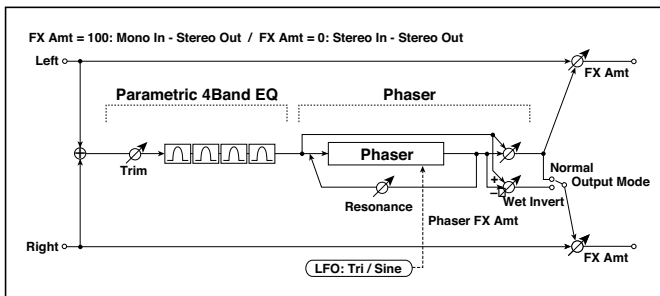 FX Amt = 100: Mono In - Stereo Out / FX Amt = 0: Stereo In - Stereo Out
Left
FX Amt
Parametric 4Band EQ
Phaser
Phaser
Trim
+
−
Normal
Output Mode
Wet Invert
Resonance
Phaser FX Amt
Right
FX Amt
LFO: Tri / Sine